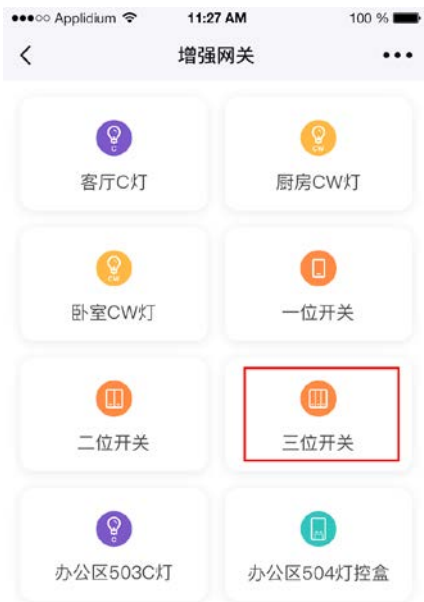 Applidium 11:27 AM 100 %
增强网关
C CW
客厅C灯 厨房CW灯
CW
卧室CW灯 一位开关
二位开关 三位开关
C
办公区503C灯 办公区504灯控盒